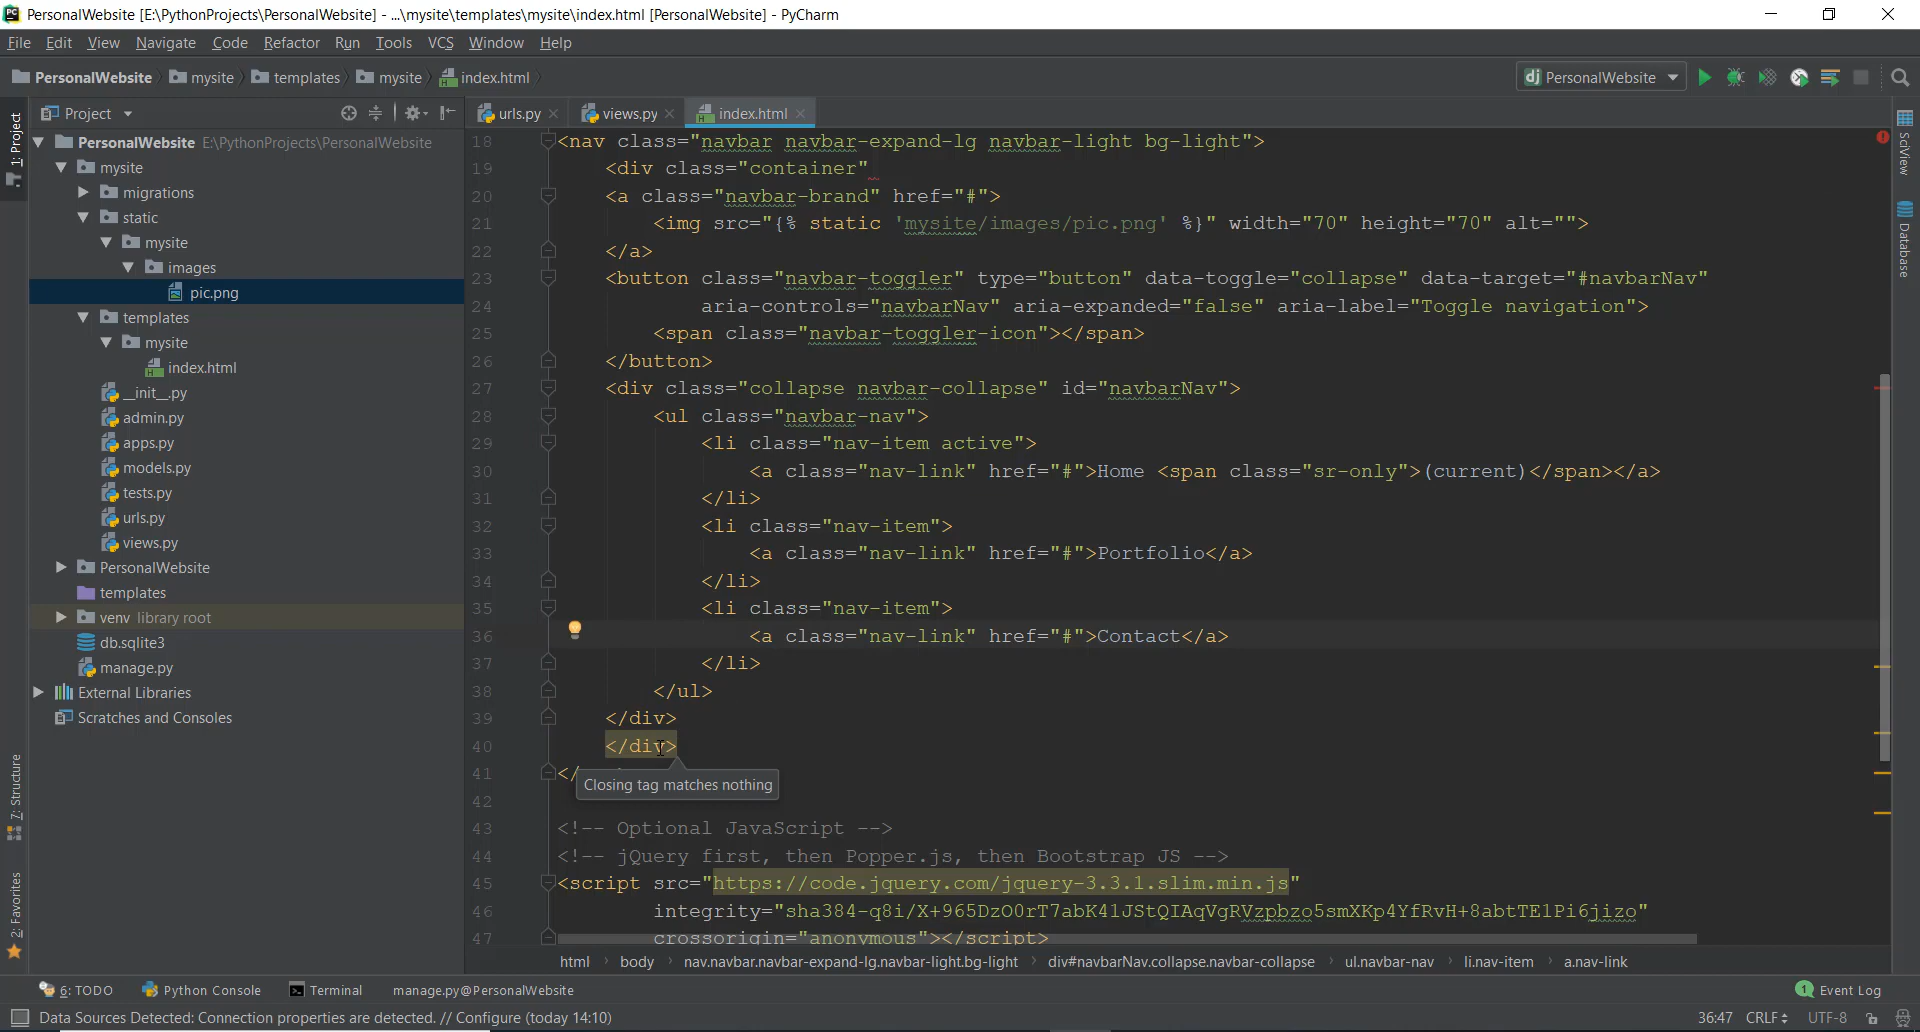 PersonalWebsite [E:\PythonProjects\PersonalWebsite] - ...\mysite\templates\mysite\index.html [PersonalWebsite] - PyCharm
File Edit View Navigate Code Refactor Run Tools VCS Window Help
PersonalWebsite mysite templates mysite index.html
dj PersonalWebsite
Project
urls.py views.py index.html
1: Project
7: Structure
2: Favorites
PersonalWebsite E:\PythonProjects\PersonalWebsite
mysite
migrations
static
mysite
images
pic.png
templates
mysite
index.html
__init__.py
admin.py
apps.py
models.py
tests.py
urls.py
views.py
PersonalWebsite
templates
venv library root
db.sqlite3
manage.py
External Libraries
Scratches and Consoles
18 <nav class="navbar navbar-expand-lg navbar-light bg-light">
19 <div class="container"
20 <a class="navbar-brand" href="#">
21 <img src="{% static 'mysite/images/pic.png' %}" width="70" height="70" alt="">
22 </a>
23 <button class="navbar-toggler" type="button" data-toggle="collapse" data-target="#navbarNav"
24 aria-controls="navbarNav" aria-expanded="false" aria-label="Toggle navigation">
25 <span class="navbar-toggler-icon"></span>
26 </button>
27 <div class="collapse navbar-collapse" id="navbarNav">
28 <ul class="navbar-nav">
29 <li class="nav-item active">
30 <a class="nav-link" href="#">Home <span class="sr-only">(current)</span></a>
31 </li>
32 <li class="nav-item">
33 <a class="nav-link" href="#">Portfolio</a>
34 </li>
35 <li class="nav-item">
36 <a class="nav-link" href="#">Contact</a>
37 </li>
38 </ul>
39 </div>
40 </div>
41 </
Closing tag matches nothing
42
43 <!-- Optional JavaScript -->
44 <!-- jQuery first, then Popper.js, then Bootstrap JS -->
45 <script src="https://code.jquery.com/jquery-3.3.1.slim.min.js"
46 integrity="sha384-q8i/X+965DzO0rT7abK41JStQIAqVgRVzpbzo5smXKp4YfRvH+8abtTE1Pi6jizo"
47 crossorigin="anonymous"></script>
SciView
Database
html body nav.navbar.navbar-expand-lg.navbar-light.bg-light div#navbarNav.collapse.navbar-collapse ul.navbar-nav li.nav-item a.nav-link
6: TODO Python Console Terminal manage.py@PersonalWebsite 1 Event Log
Data Sources Detected: Connection properties are detected. // Configure (today 14:10) 36:47 CRLF UTF-8